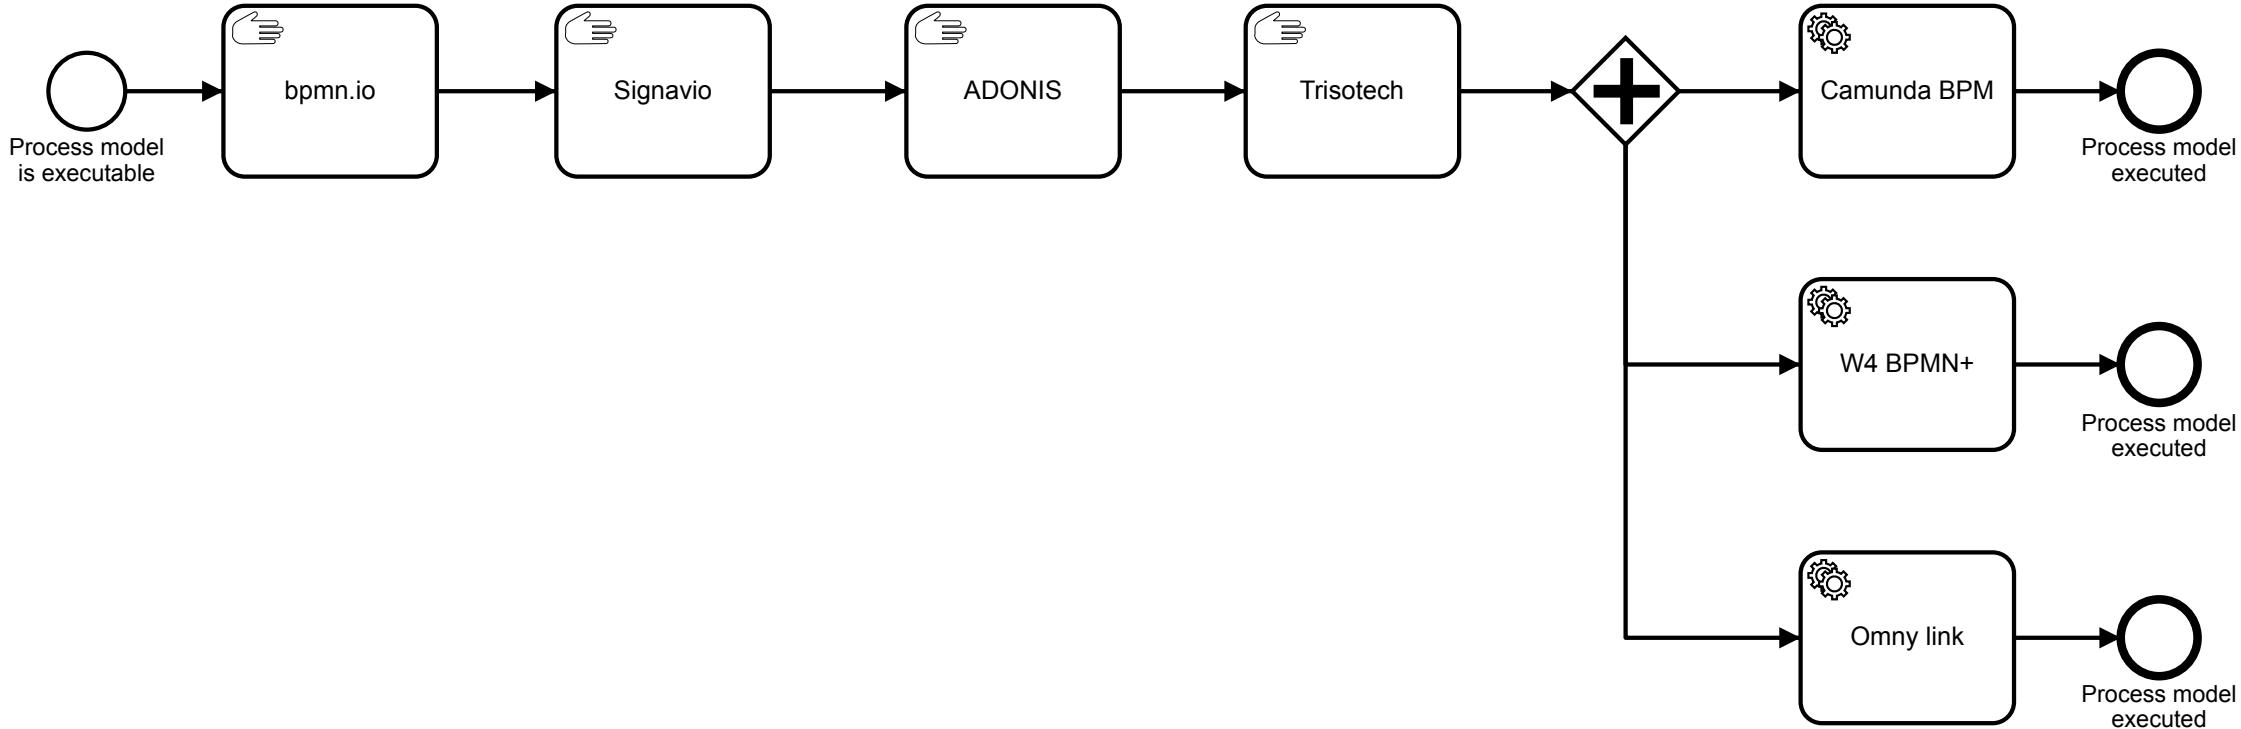 Process model
is executable
bpmn.io
Signavio
ADONIS
Trisotech
Camunda BPM
Process model
executed
W4 BPMN+
Process model
executed
Omny link
Process model
executed